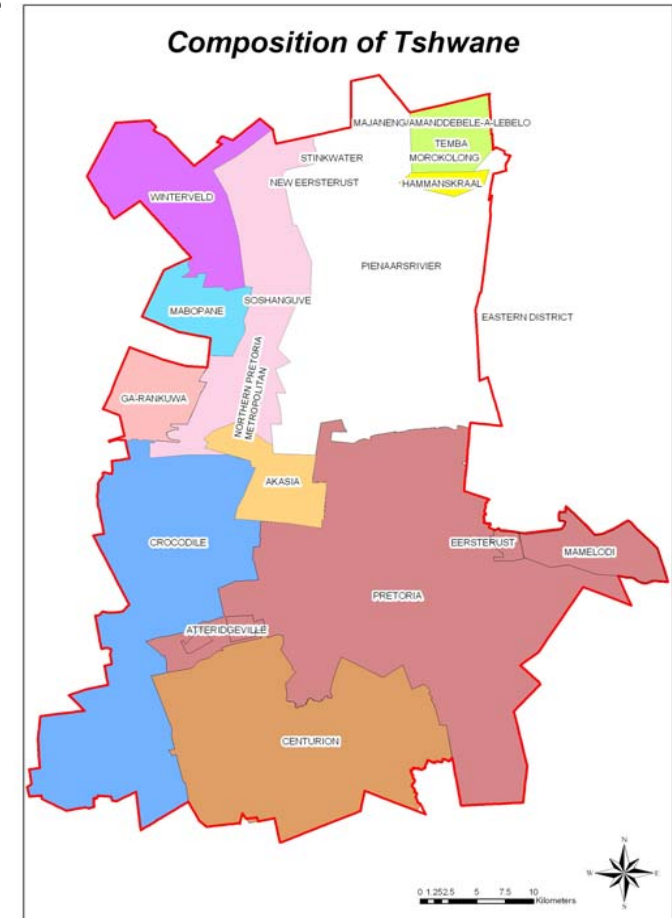 Composition of Tshwane
MAJANENG/AMANDDEBELE-A-LEBELO
TEMBA
STINKWATER
MOROKOLONG
NEW EERSTERUST
HAMMANSKRAAL
WINTERVELD
PIENAARSRIVIER
SOSHANGUVE
MABOPANE
EASTERN DISTRICT
NORTHERN PRETORIA
METROPOLITAN
GA-RANKUWA
AKASIA
CROCODILE
EERSTERUST
MAMELODI
PRETORIA
ATTERIDGEVILLE
CENTURION
N
W E
S
0 1.252.5 5 7.5 10
Kilometers